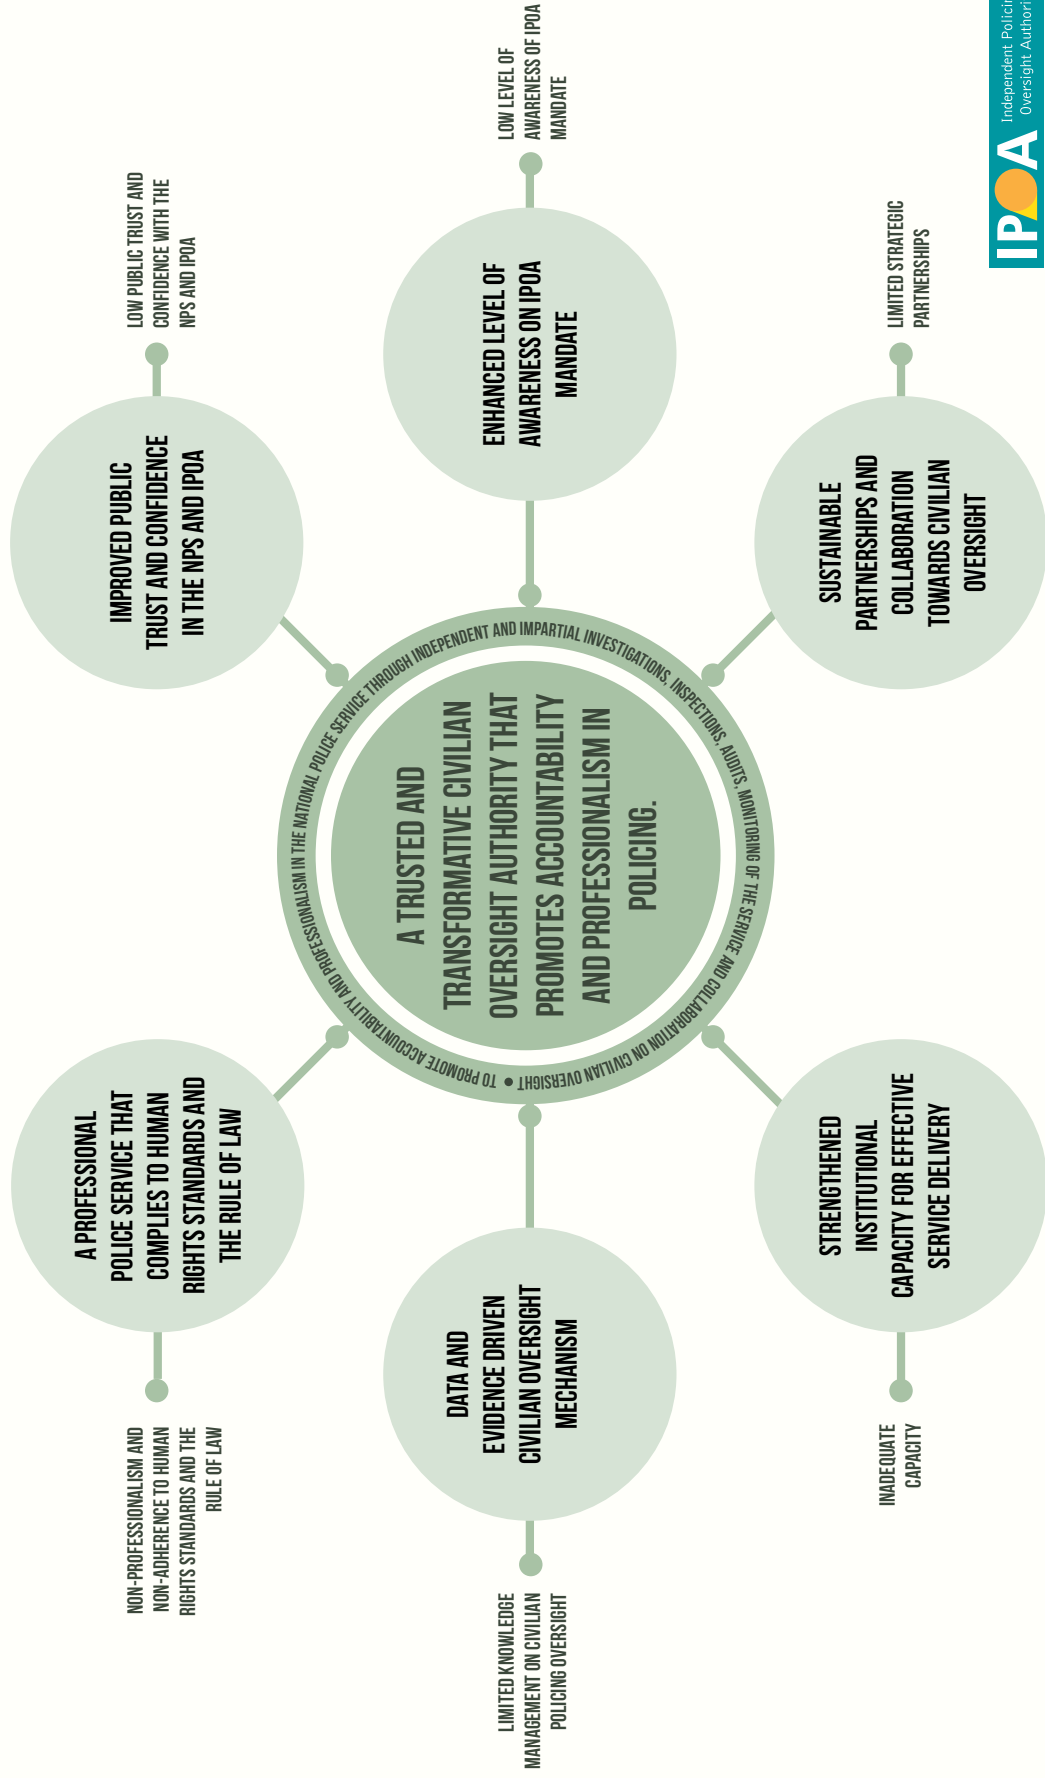 NON-PROFESSIONALISM AND
NON-ADHERENCE TO HUMAN
RIGHTS STANDARDS AND THE
RULE OF LAW
A PROFESSIONAL
POLICE SERVICE THAT
COMPLIES TO HUMAN
RIGHTS STANDARDS AND
THE RULE OF LAW
IMPROVED PUBLIC
TRUST AND CONFIDENCE
IN THE NPS AND IPOA
LOW PUBLIC TRUST AND
CONFIDENCE WITH THE
NPS AND IPOA
LIMITED KNOWLEDGE
MANAGEMENT ON CIVILIAN
POLICING OVERSIGHT
DATA AND
EVIDENCE DRIVEN
CIVILIAN OVERSIGHT
MECHANISM
TO PROMOTE ACCOUNTABILITY AND PROFESSIONALISM IN THE NATIONAL POLICE SERVICE THROUGH INDEPENDENT AND IMPARTIAL INVESTIGATIONS, INSPECTIONS, AUDITS, MONITORING OF THE SERVICE AND COLLABORATION ON CIVILIAN OVERSIGHT •
A TRUSTED AND
TRANSFORMATIVE CIVILIAN
OVERSIGHT AUTHORITY THAT
PROMOTES ACCOUNTABILITY
AND PROFESSIONALISM IN
POLICING.
ENHANCED LEVEL OF
AWARENESS ON IPOA
MANDATE
LOW LEVEL OF
AWARENESS OF IPOA
MANDATE
INADEQUATE
CAPACITY
STRENGTHENED
INSTITUTIONAL
CAPACITY FOR EFFECTIVE
SERVICE DELIVERY
SUSTAINABLE
PARTNERSHIPS AND
COLLABORATION
TOWARDS CIVILIAN
OVERSIGHT
LIMITED STRATEGIC
PARTNERSHIPS
IPOA
Independent Policin
Oversight Authori